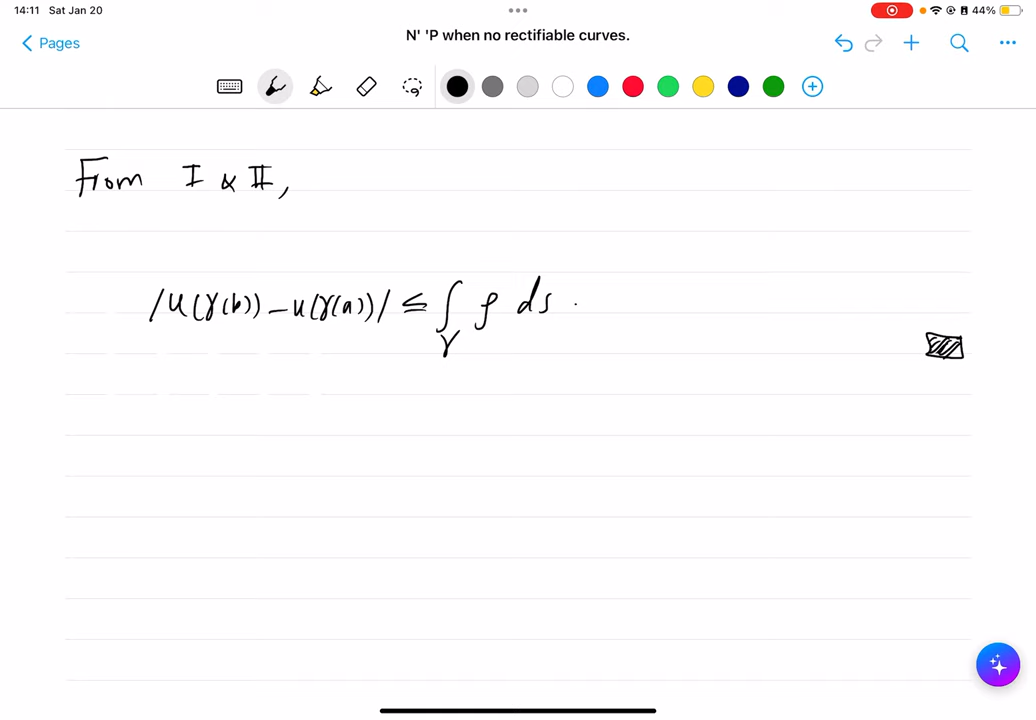 14:11 Sat Jan 20
44%
Pages
N' 'P when no rectifiable curves.
From I & II,
|u(γ(b)) - u(γ(a))| ≤ ∫_γ ρ ds .